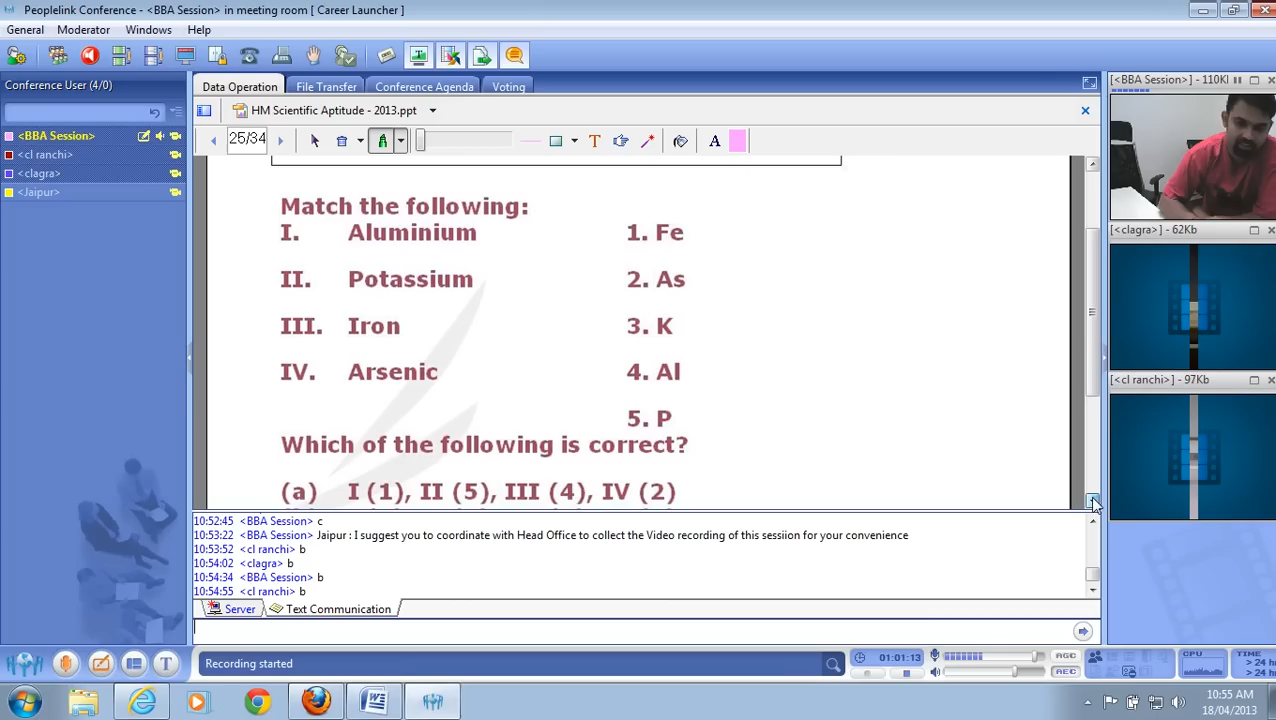 Peoplelink Conference - <BBA Session> in meeting room [ Career Launcher ]
General Moderator Windows Help
Conference User (4/0)
<BBA Session>
<cl ranchi>
<clagra>
<Jaipur>
Data Operation File Transfer Conference Agenda Voting
HM Scientific Aptitude - 2013.ppt
25/34
T A
Match the following:
I. Aluminium 1. Fe
II. Potassium 2. As
III. Iron 3. K
IV. Arsenic 4. Al
5. P
Which of the following is correct?
(a) I (1), II (5), III (4), IV (2)
10:52:45 <BBA Session> c
10:53:22 <BBA Session> Jaipur : I suggest you to coordinate with Head Office to collect the Video recording of this sessiion for your convenience
10:53:52 <cl ranchi> b
10:54:02 <clagra> b
10:54:34 <BBA Session> b
10:54:55 <cl ranchi> b
Server Text Communication
Recording started
01:01:13
AGC
AEC
CPU
TIME
> 24 h
> 24 h
[<BBA Session>] - 110Kl
[<clagra>] - 62Kb
[<cl ranchi>] - 97Kb
10:55 AM
18/04/2013